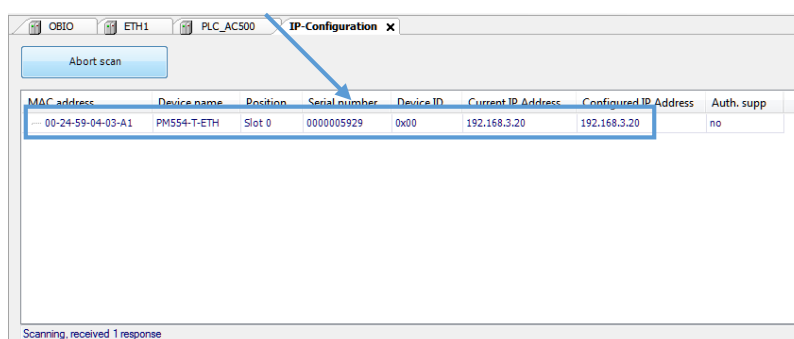 OBIO ETH1 PLC_AC500 IP-Configuration x
Abort scan
MAC address Device name Position Serial number Device ID Current IP Address Configured IP Address Auth. supp
00-24-59-04-03-A1 PM554-T-ETH Slot 0 0000005929 0x00 192.168.3.20 192.168.3.20 no
Scanning, received 1 response